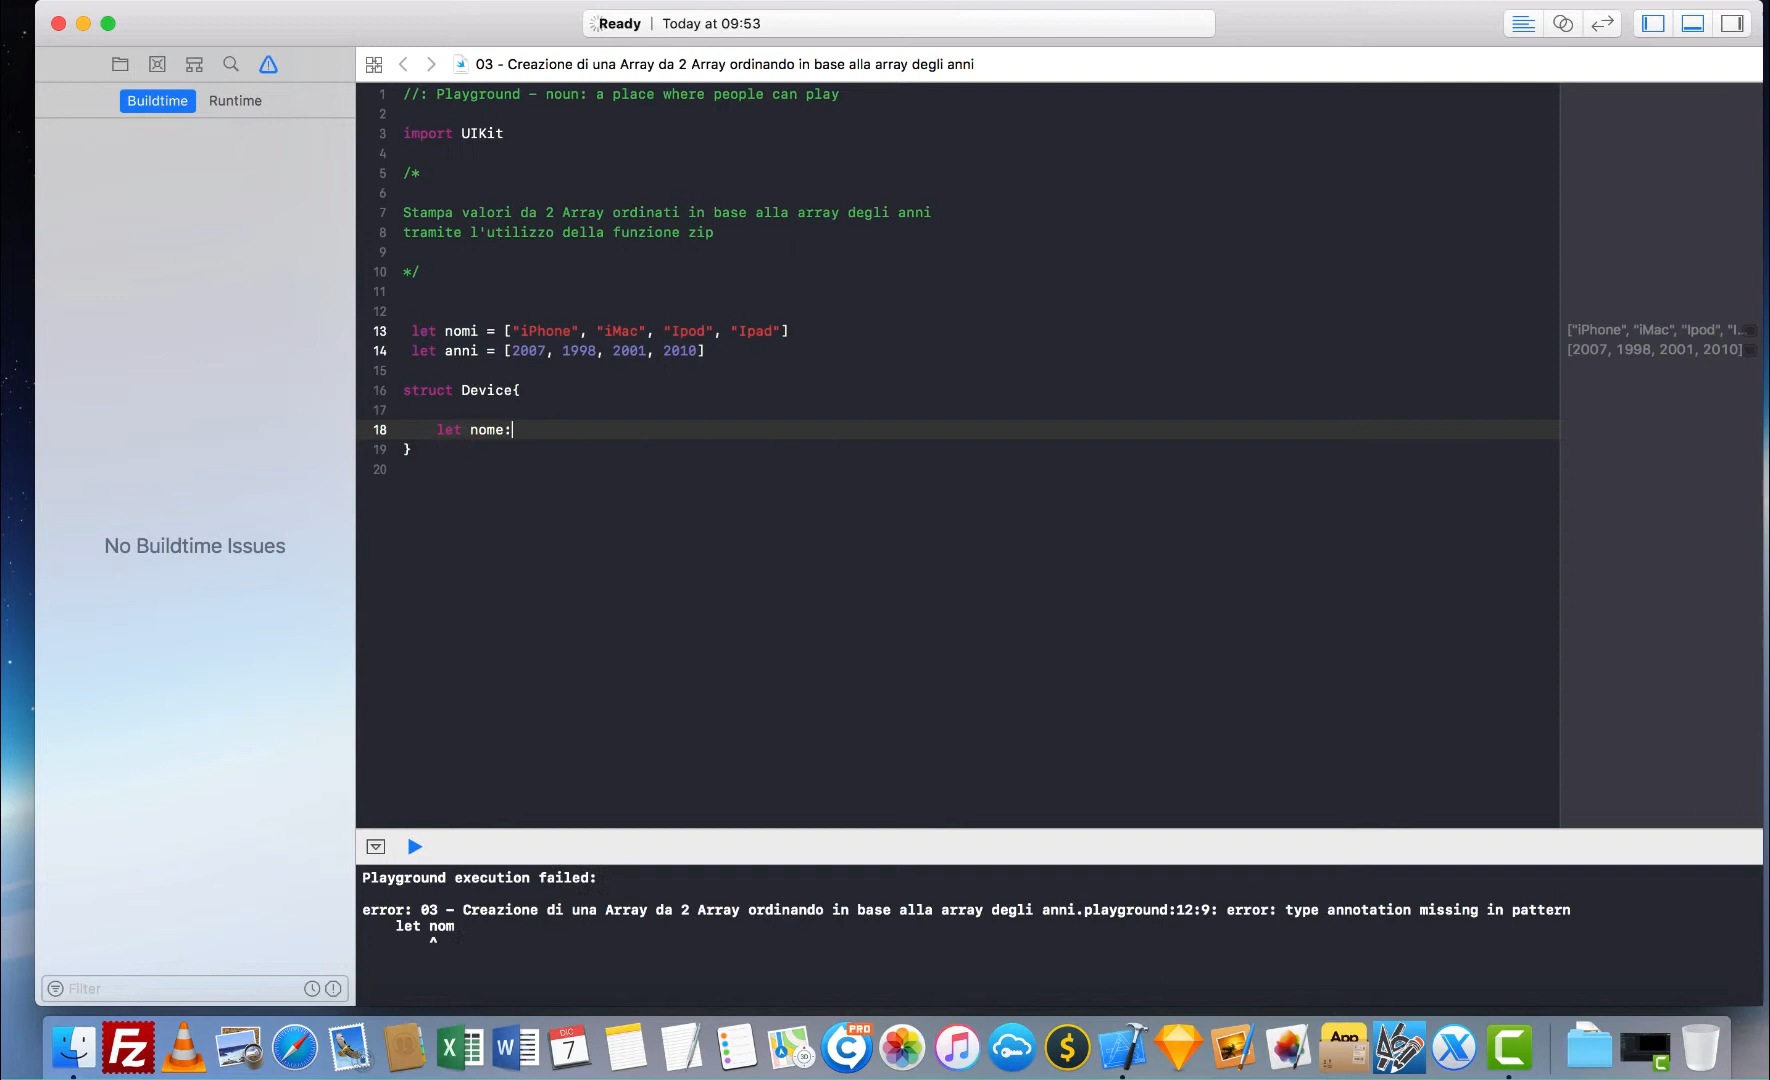 Ready | Today at 09:53
03 - Creazione di una Array da 2 Array ordinando in base alla array degli anni
Buildtime Runtime
1 //: Playground - noun: a place where people can play
2
3 import UIKit
4
5 /*
6
7 Stampa valori da 2 Array ordinati in base alla array degli anni
8 tramite l'utilizzo della funzione zip
9
10 */
11
12
13 let nomi = ["iPhone", "iMac", "Ipod", "Ipad"]
["iPhone", "iMac", "Ipod", "I...
14 let anni = [2007, 1998, 2001, 2010]
[2007, 1998, 2001, 2010]
15
16 struct Device{
17
18 let nome:
19 }
20
No Buildtime Issues
Playground execution failed:
error: 03 - Creazione di una Array da 2 Array ordinando in base alla array degli anni.playground:12:9: error: type annotation missing in pattern
let nom
^
Filter
Fz
X
W
DIC
7
3D
PRO
C
$
App
X
C